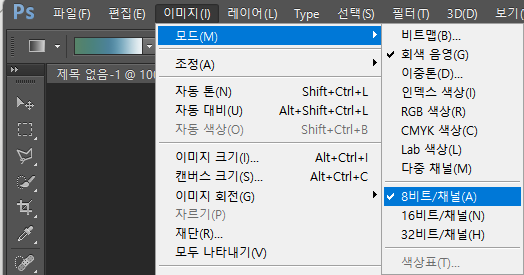 Ps 파일(F) 편집(E) 이미지(I) 레이어(L) Type 선택(S) 필터(T) 3D(D) 보기
제목 없음-1 @ 100
모드(M)
조정(A)
자동 톤(N) Shift+Ctrl+L
자동 대비(U) Alt+Shift+Ctrl+L
자동 색상(O) Shift+Ctrl+B
이미지 크기(I)... Alt+Ctrl+I
캔버스 크기(S)... Alt+Ctrl+C
이미지 회전(G)
자르기(P)
재단(R)...
모두 나타내기(V)
비트맵(B)...
회색 음영(G)
이중톤(D)...
인덱스 색상(I)
RGB 색상(R)
CMYK 색상(C)
Lab 색상(L)
다중 채널(M)
8비트/채널(A)
16비트/채널(N)
32비트/채널(H)
색상표(T)...